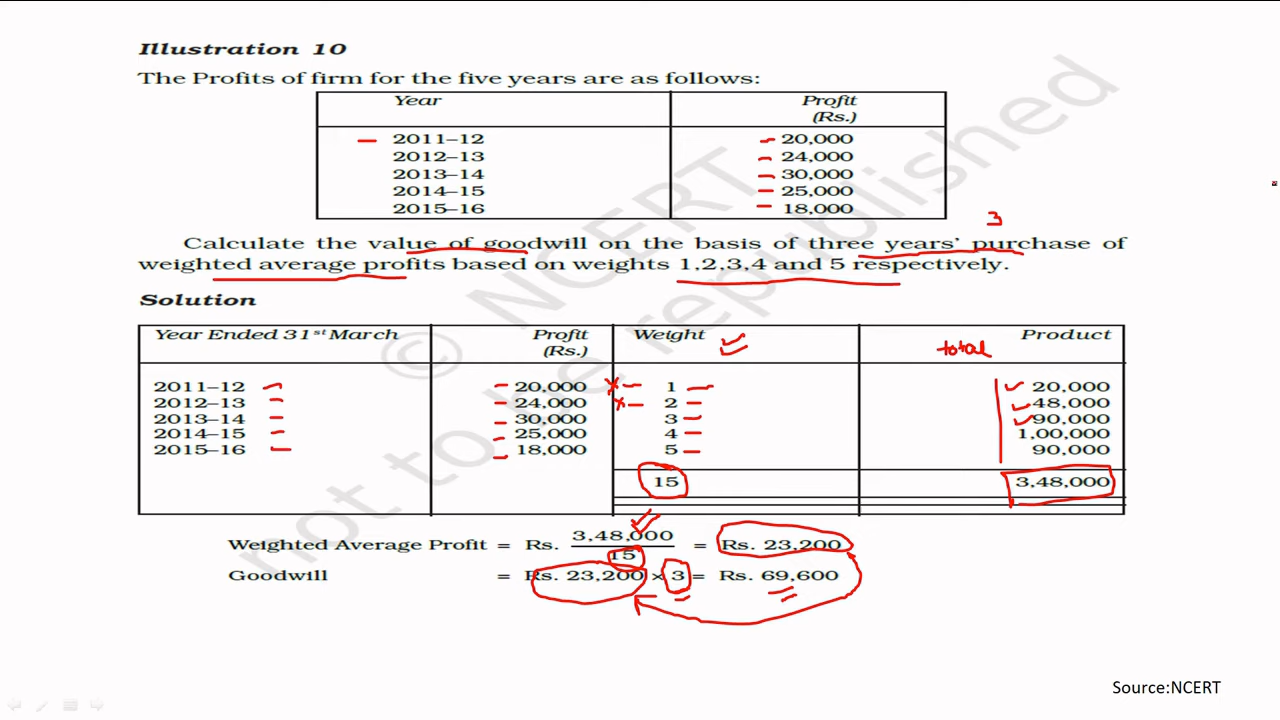 Illustration 10
The Profits of firm for the five years are as follows:
Year Profit
(Rs.)
2011–12 20,000
2012–13 24,000
2013–14 30,000
2014–15 25,000
2015–16 18,000
3
Calculate the value of goodwill on the basis of three years' purchase of
weighted average profits based on weights 1,2,3,4 and 5 respectively.
Solution
Year Ended 31st March Profit Weight Product
(Rs.) total
2011–12 20,000 1 20,000
2012–13 24,000 2 48,000
2013–14 30,000 3 90,000
2014–15 25,000 4 1,00,000
2015–16 18,000 5 90,000
15 3,48,000
Weighted Average Profit = Rs. 3,48,000 / 15 = Rs. 23,200
Goodwill = Rs. 23,200 × 3 = Rs. 69,600
© NCERT
not to be republished
Source:NCERT